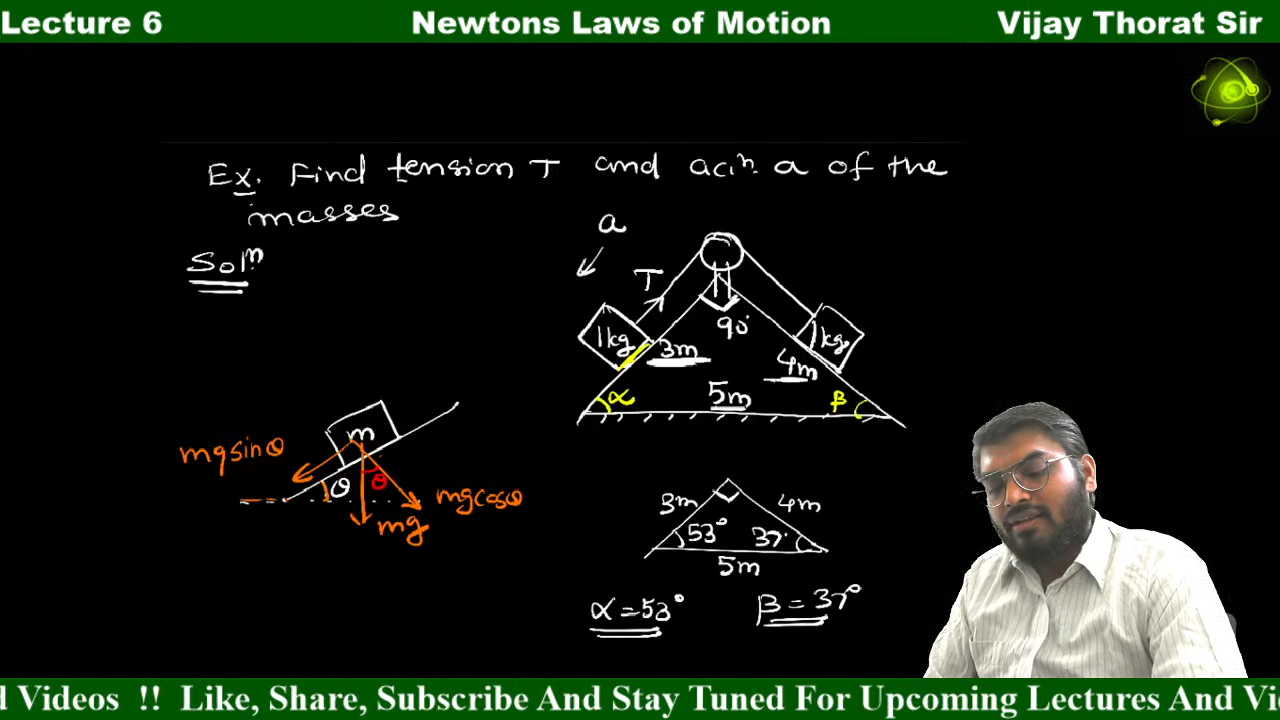 Lecture 6
Newtons Laws of Motion
Vijay Thorat Sir
Ex. Find tension T and acc^n. a of the
masses
Sol^n
a
T
1kg
1kg
90°
3m
4m
α
5m
β
m
mgsinθ
θ
θ
mgcosθ
mg
3m
4m
53°
37°
5m
α=53°
β=37°
d Videos !! Like, Share, Subscribe And Stay Tuned For Upcoming Lectures And Vi